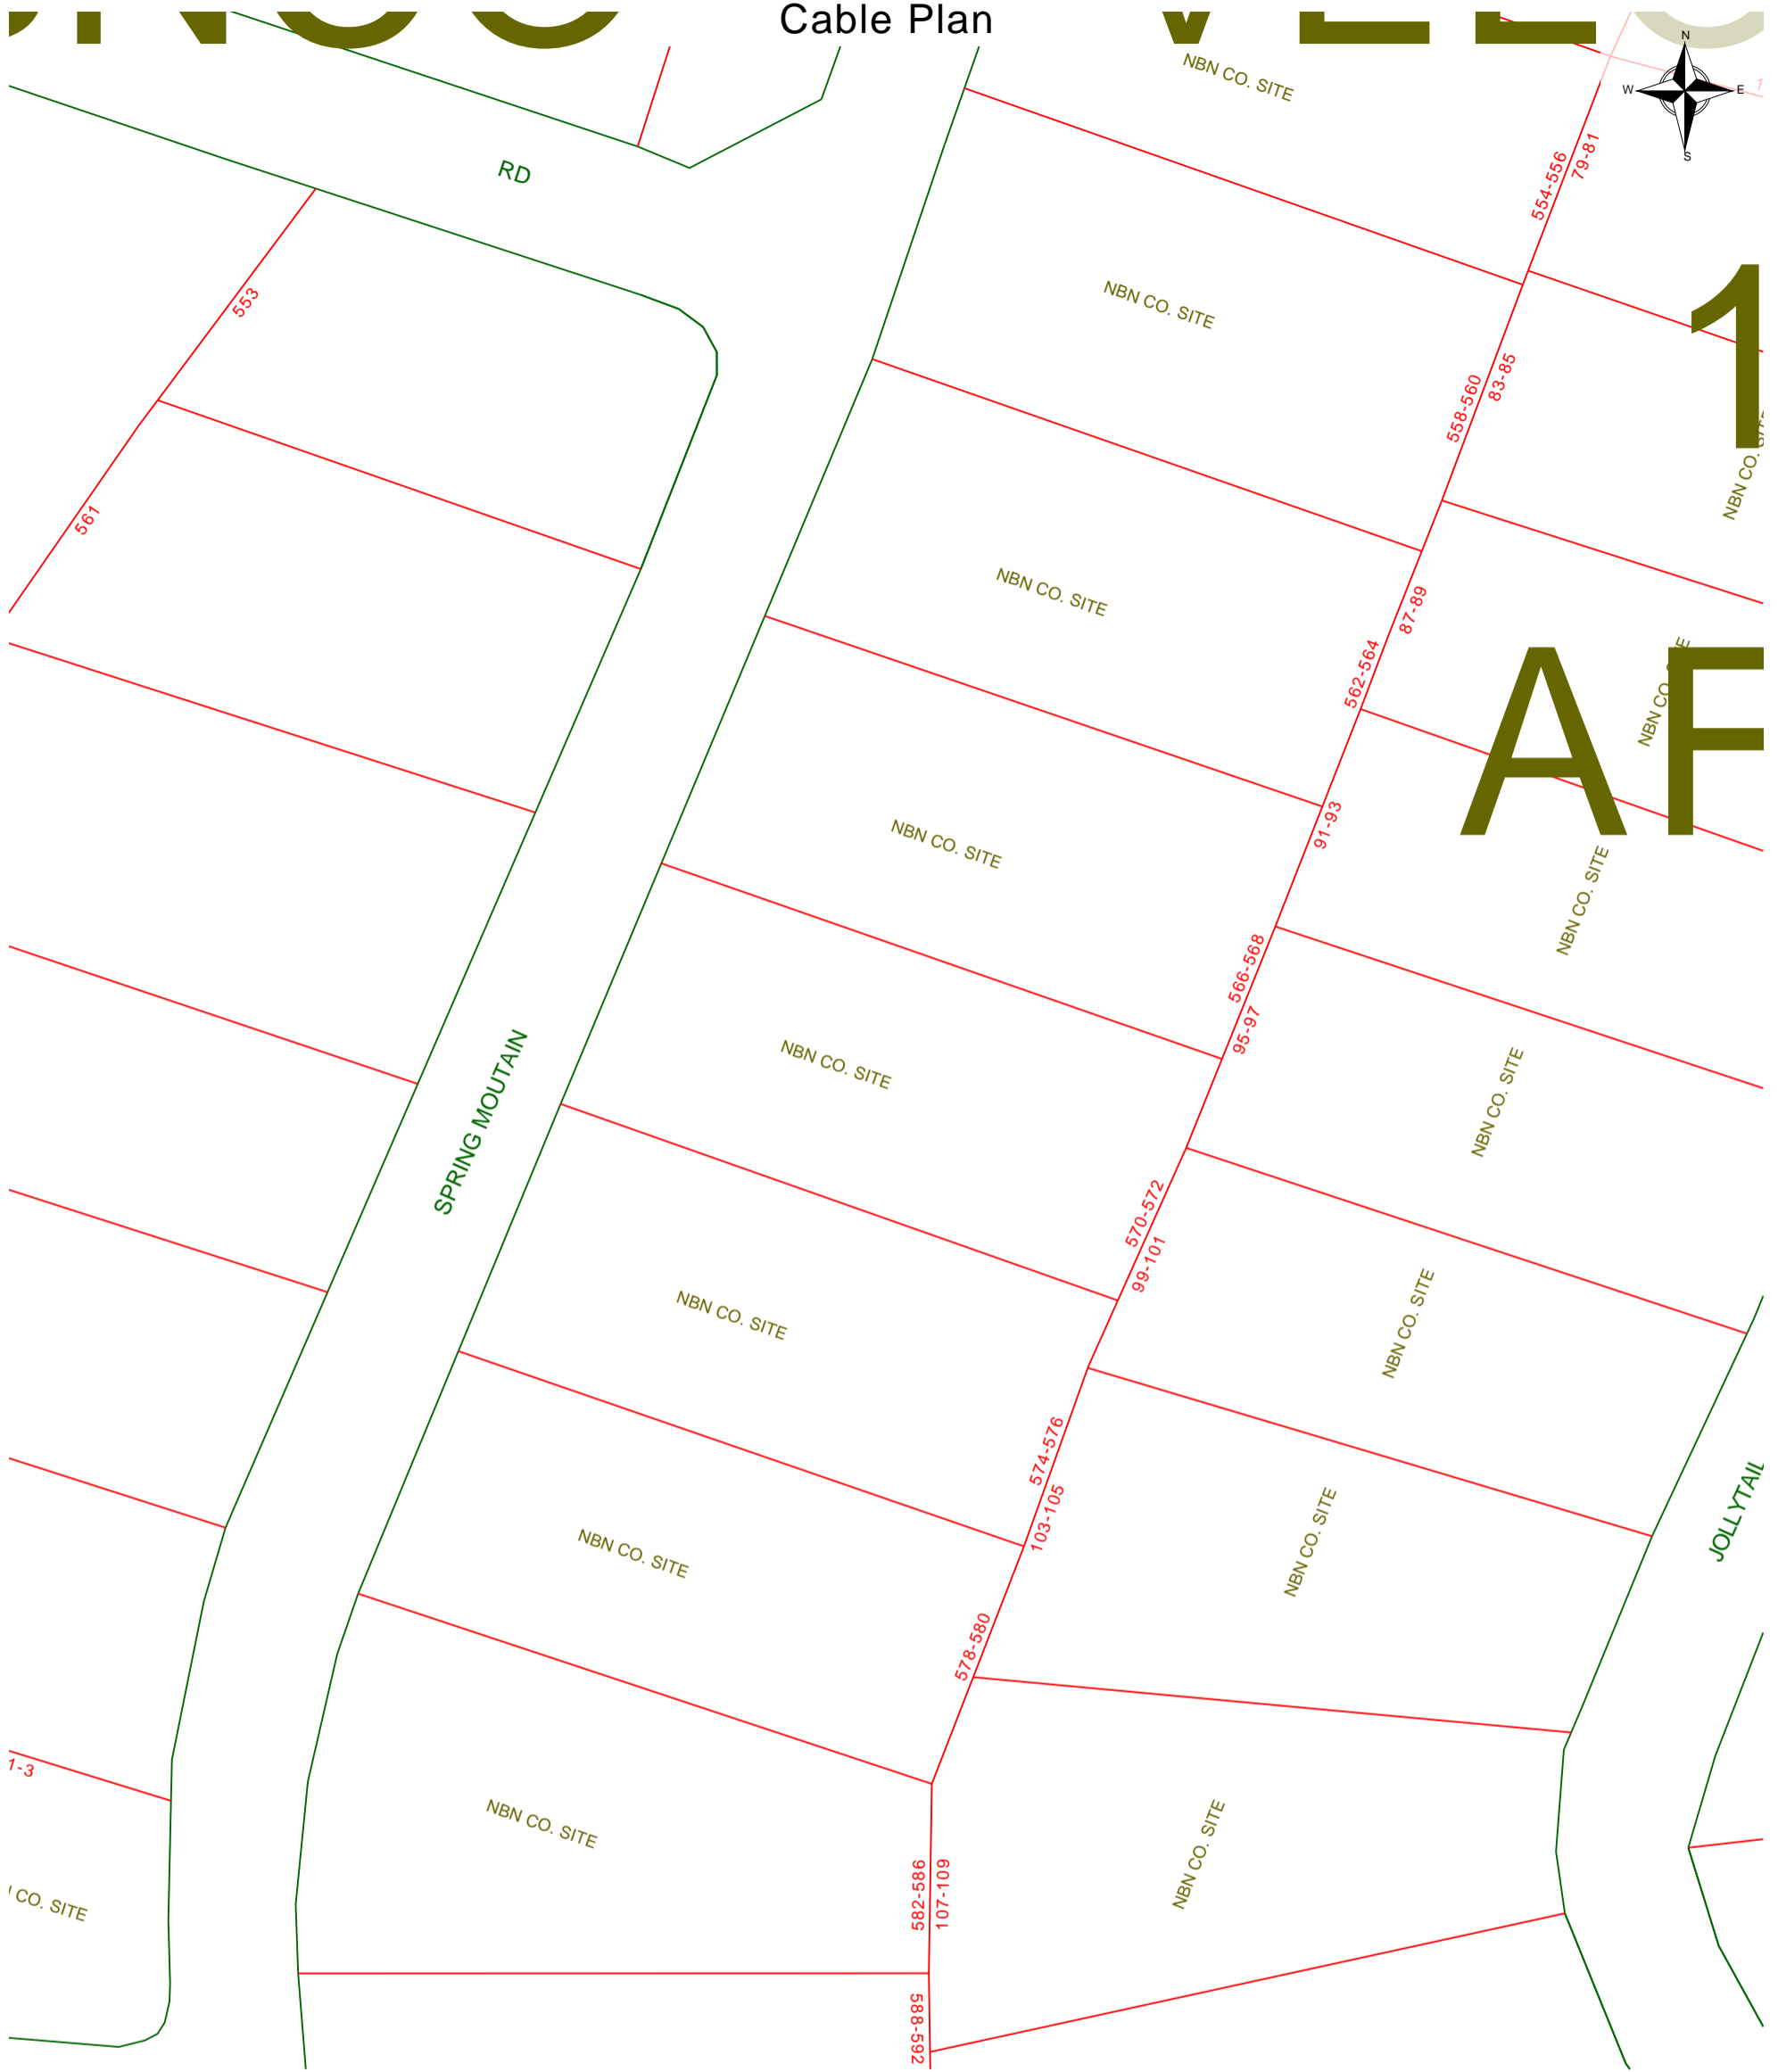 Cable Plan
N
W
E
S
NBN CO. SITE
554-556
79-81
RD
1
NBN CO. SITE
553
558-560
83-85
NBN CO.
561
NBN CO. SITE
87-89
562-564
AF
NBN CO. SITE
91-93
NBN CO. SITE
566-568
95-97
SPRING MOUTAIN
NBN CO. SITE
NBN CO. SITE
570-572
99-101
NBN CO. SITE
NBN CO. SITE
574-576
103-105
JOLLYTAIL
NBN CO. SITE
NBN CO. SITE
578-580
1-3
NBN CO. SITE
NBN CO. SITE
582-586
107-109
CO. SITE
588-592